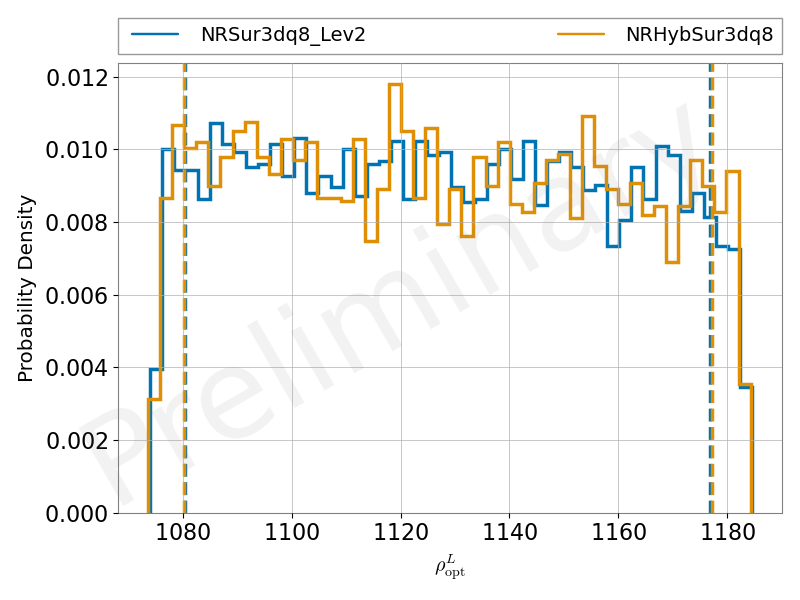 NRSur3dq8_Lev2 NRHybSur3dq8
0.012
0.010
0.008
0.006
0.004
0.002
0.000
Probability Density
Preliminary
1080 1100 1120 1140 1160 1180
ρ^L_opt